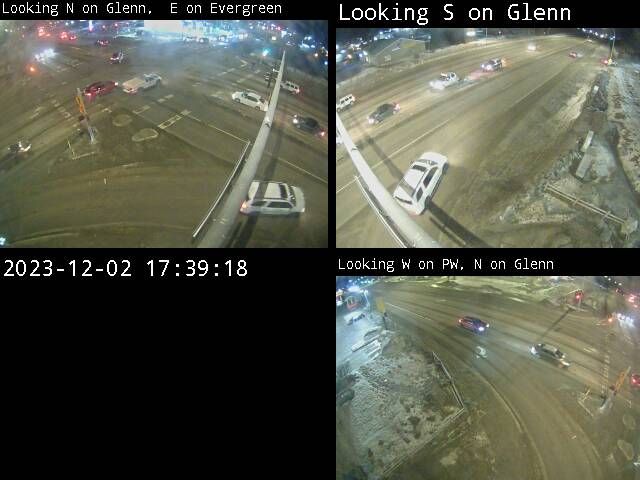 Looking N on Glenn,  E on Evergreen
Looking S on Glenn
2023-12-02 17:39:18
Looking W on PW, N on Glenn